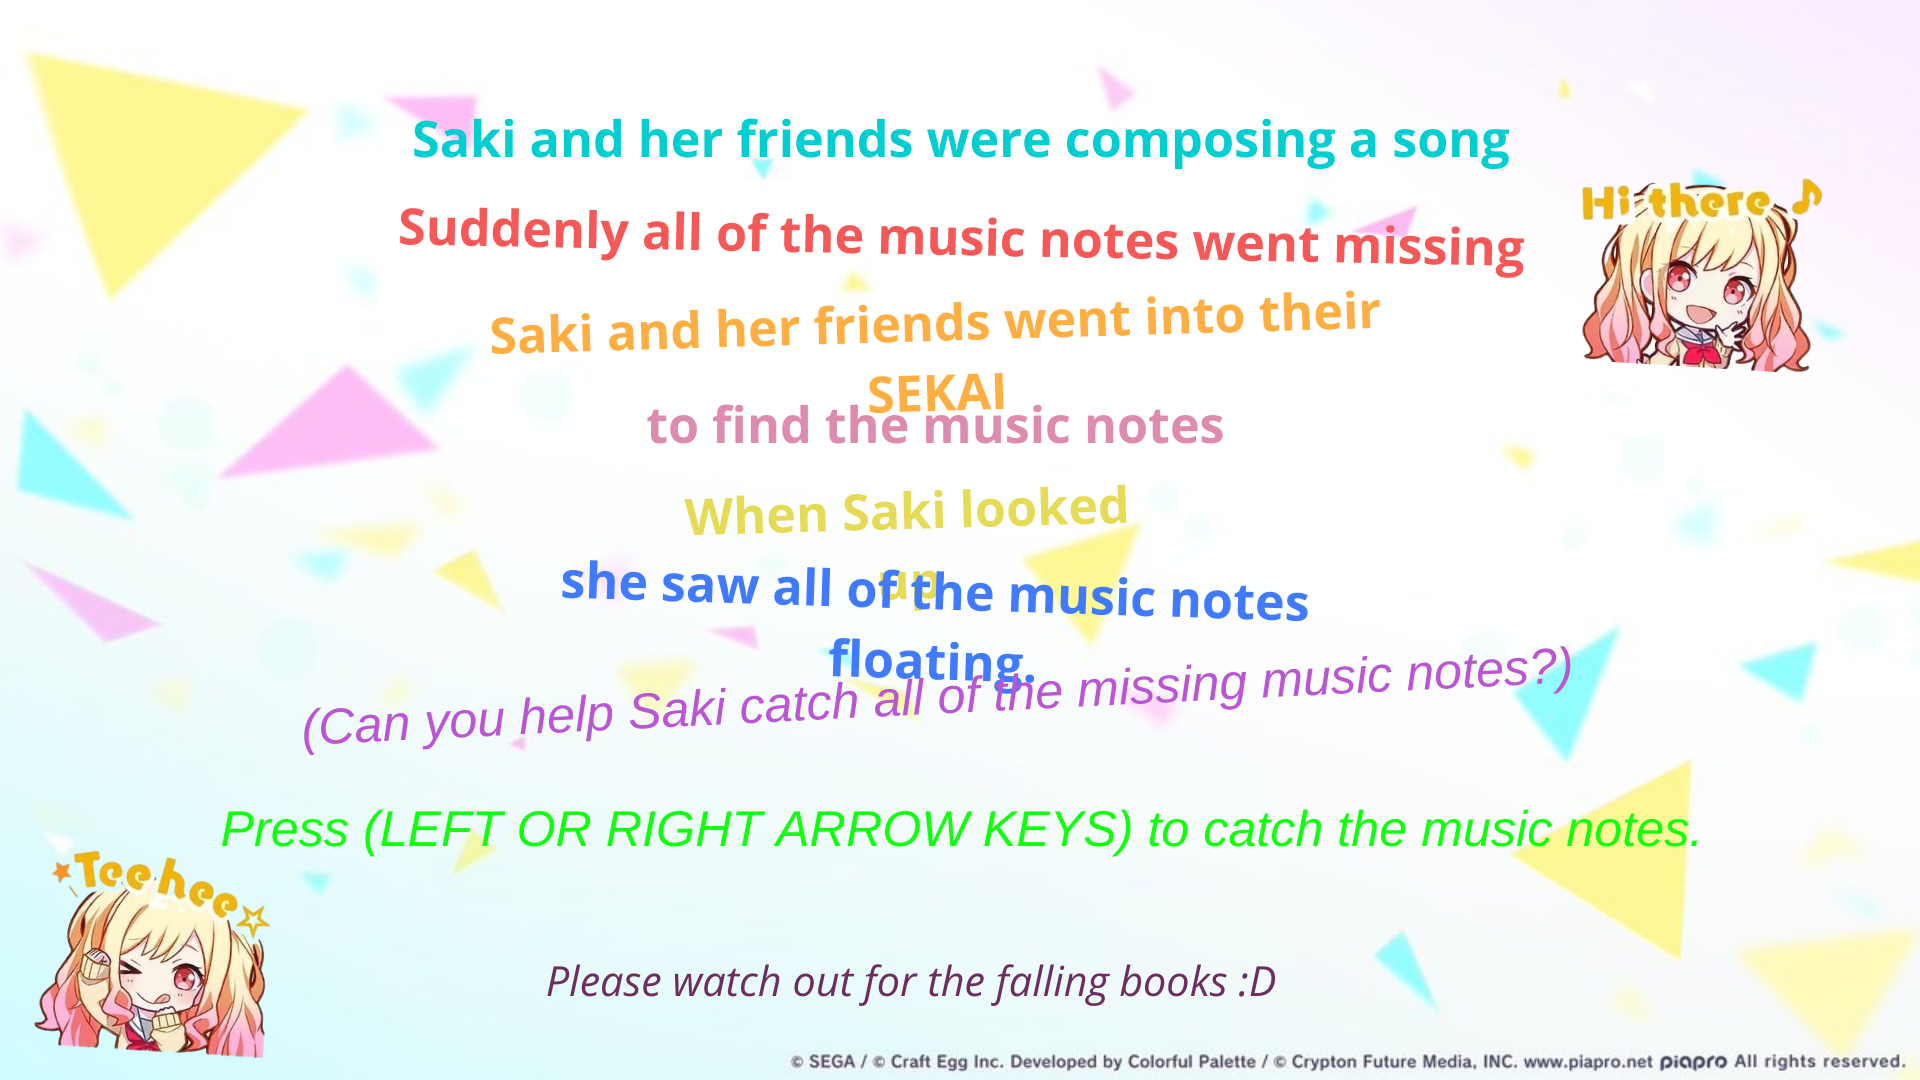 Saki and her friends were composing a song
Hi there ♪
Suddenly all of the music notes went missing
Saki and her friends went into their
SEKAI
to find the music notes
When Saki looked
up
she saw all of the music notes
floating.
(Can you help Saki catch all of the missing music notes?)
Press (LEFT OR RIGHT ARROW KEYS) to catch the music notes.
Teehee
Please watch out for the falling books :D
© SEGA / © Craft Egg Inc. Developed by Colorful Palette / © Crypton Future Media, INC. www.piapro.net piapro All rights reserved.